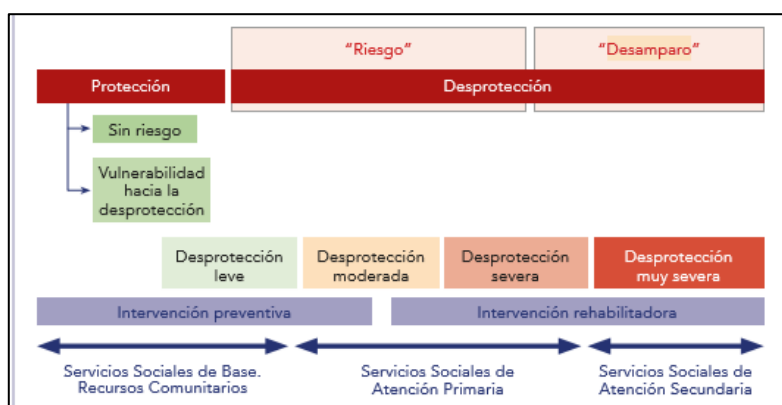 “Riesgo”
“Desamparo”
Protección
Desprotección
Sin riesgo
Vulnerabilidad
hacia la
desprotección
Desprotección
leve
Desprotección
moderada
Desprotección
severa
Desprotección
muy severa
Intervención preventiva
Intervención rehabilitadora
Servicios Sociales de Base.
Recursos Comunitarios
Servicios Sociales de
Atención Primaria
Servicios Sociales de
Atención Secundaria